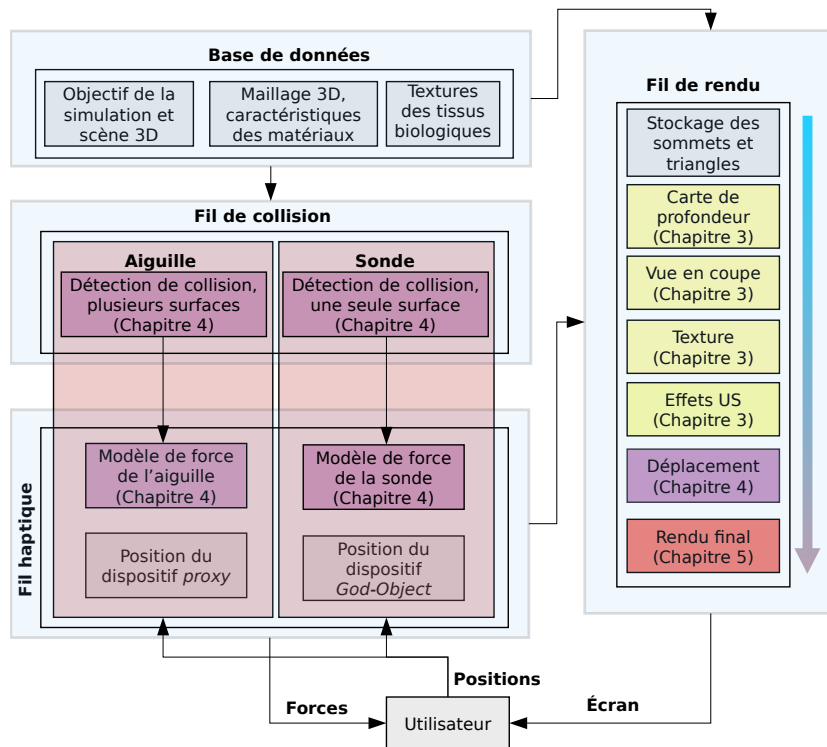 Base de données
Objectif de la
simulation et
scène 3D
Maillage 3D,
caractéristiques
des matériaux
Textures
des tissus
biologiques
Fil de collision
Aiguille
Détection de collision,
plusieurs surfaces
(Chapitre 4)
Sonde
Détection de collision,
une seule surface
(Chapitre 4)
Fil haptique
Modèle de force
de l’aiguille
(Chapitre 4)
Modèle de force
de la sonde
(Chapitre 4)
Position du
dispositif proxy
Position du
dispositif
God-Object
Fil de rendu
Stockage des
sommets et
triangles
Carte de
profondeur
(Chapitre 3)
Vue en coupe
(Chapitre 3)
Texture
(Chapitre 3)
Effets US
(Chapitre 3)
Déplacement
(Chapitre 4)
Rendu final
(Chapitre 5)
Positions
Forces
Écran
Utilisateur